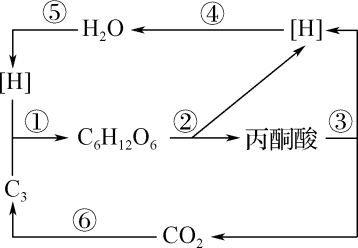 ⑤ H₂O ④ [H]
[H]
① C₆H₁₂O₆ ② 丙酮酸 ③
C₃
⑥ CO₂